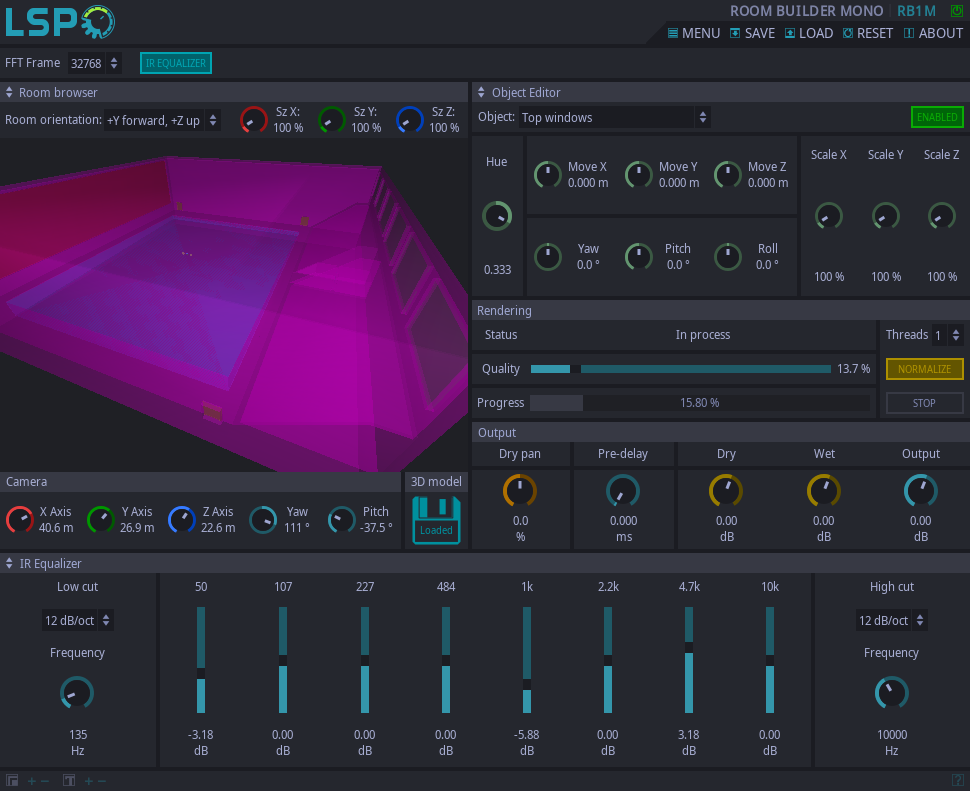 LSP
ROOM BUILDER MONO RB1M
MENU SAVE LOAD RESET ABOUT
FFT Frame 32768 IR EQUALIZER
Room browser
Room orientation: +Y forward, +Z up
Sz X: 100 %
Sz Y: 100 %
Sz Z: 100 %
Object Editor
Object: Top windows ENABLED
Hue
0.333
Move X
0.000 m
Move Y
0.000 m
Move Z
0.000 m
Yaw
0.0 °
Pitch
0.0 °
Roll
0.0 °
Scale X Scale Y Scale Z
100 % 100 % 100 %
Rendering
Status In process
Threads 1
Quality 13.7 %
NORMALIZE
Progress 15.80 %
STOP
Output
Dry pan Pre-delay Dry Wet Output
0.0 0.000 0.00 0.00 0.00
% ms dB dB dB
Camera
X Axis
40.6 m
Y Axis
26.9 m
Z Axis
22.6 m
Yaw
111 °
Pitch
-37.5 °
3D model
Loaded
IR Equalizer
Low cut 50 107 227 484 1k 2.2k 4.7k 10k High cut
12 dB/oct 12 dB/oct
Frequency Frequency
135 -3.18 0.00 0.00 0.00 -5.88 0.00 3.18 0.00 10000
Hz dB dB dB dB dB dB dB dB Hz
+ − T + −
?